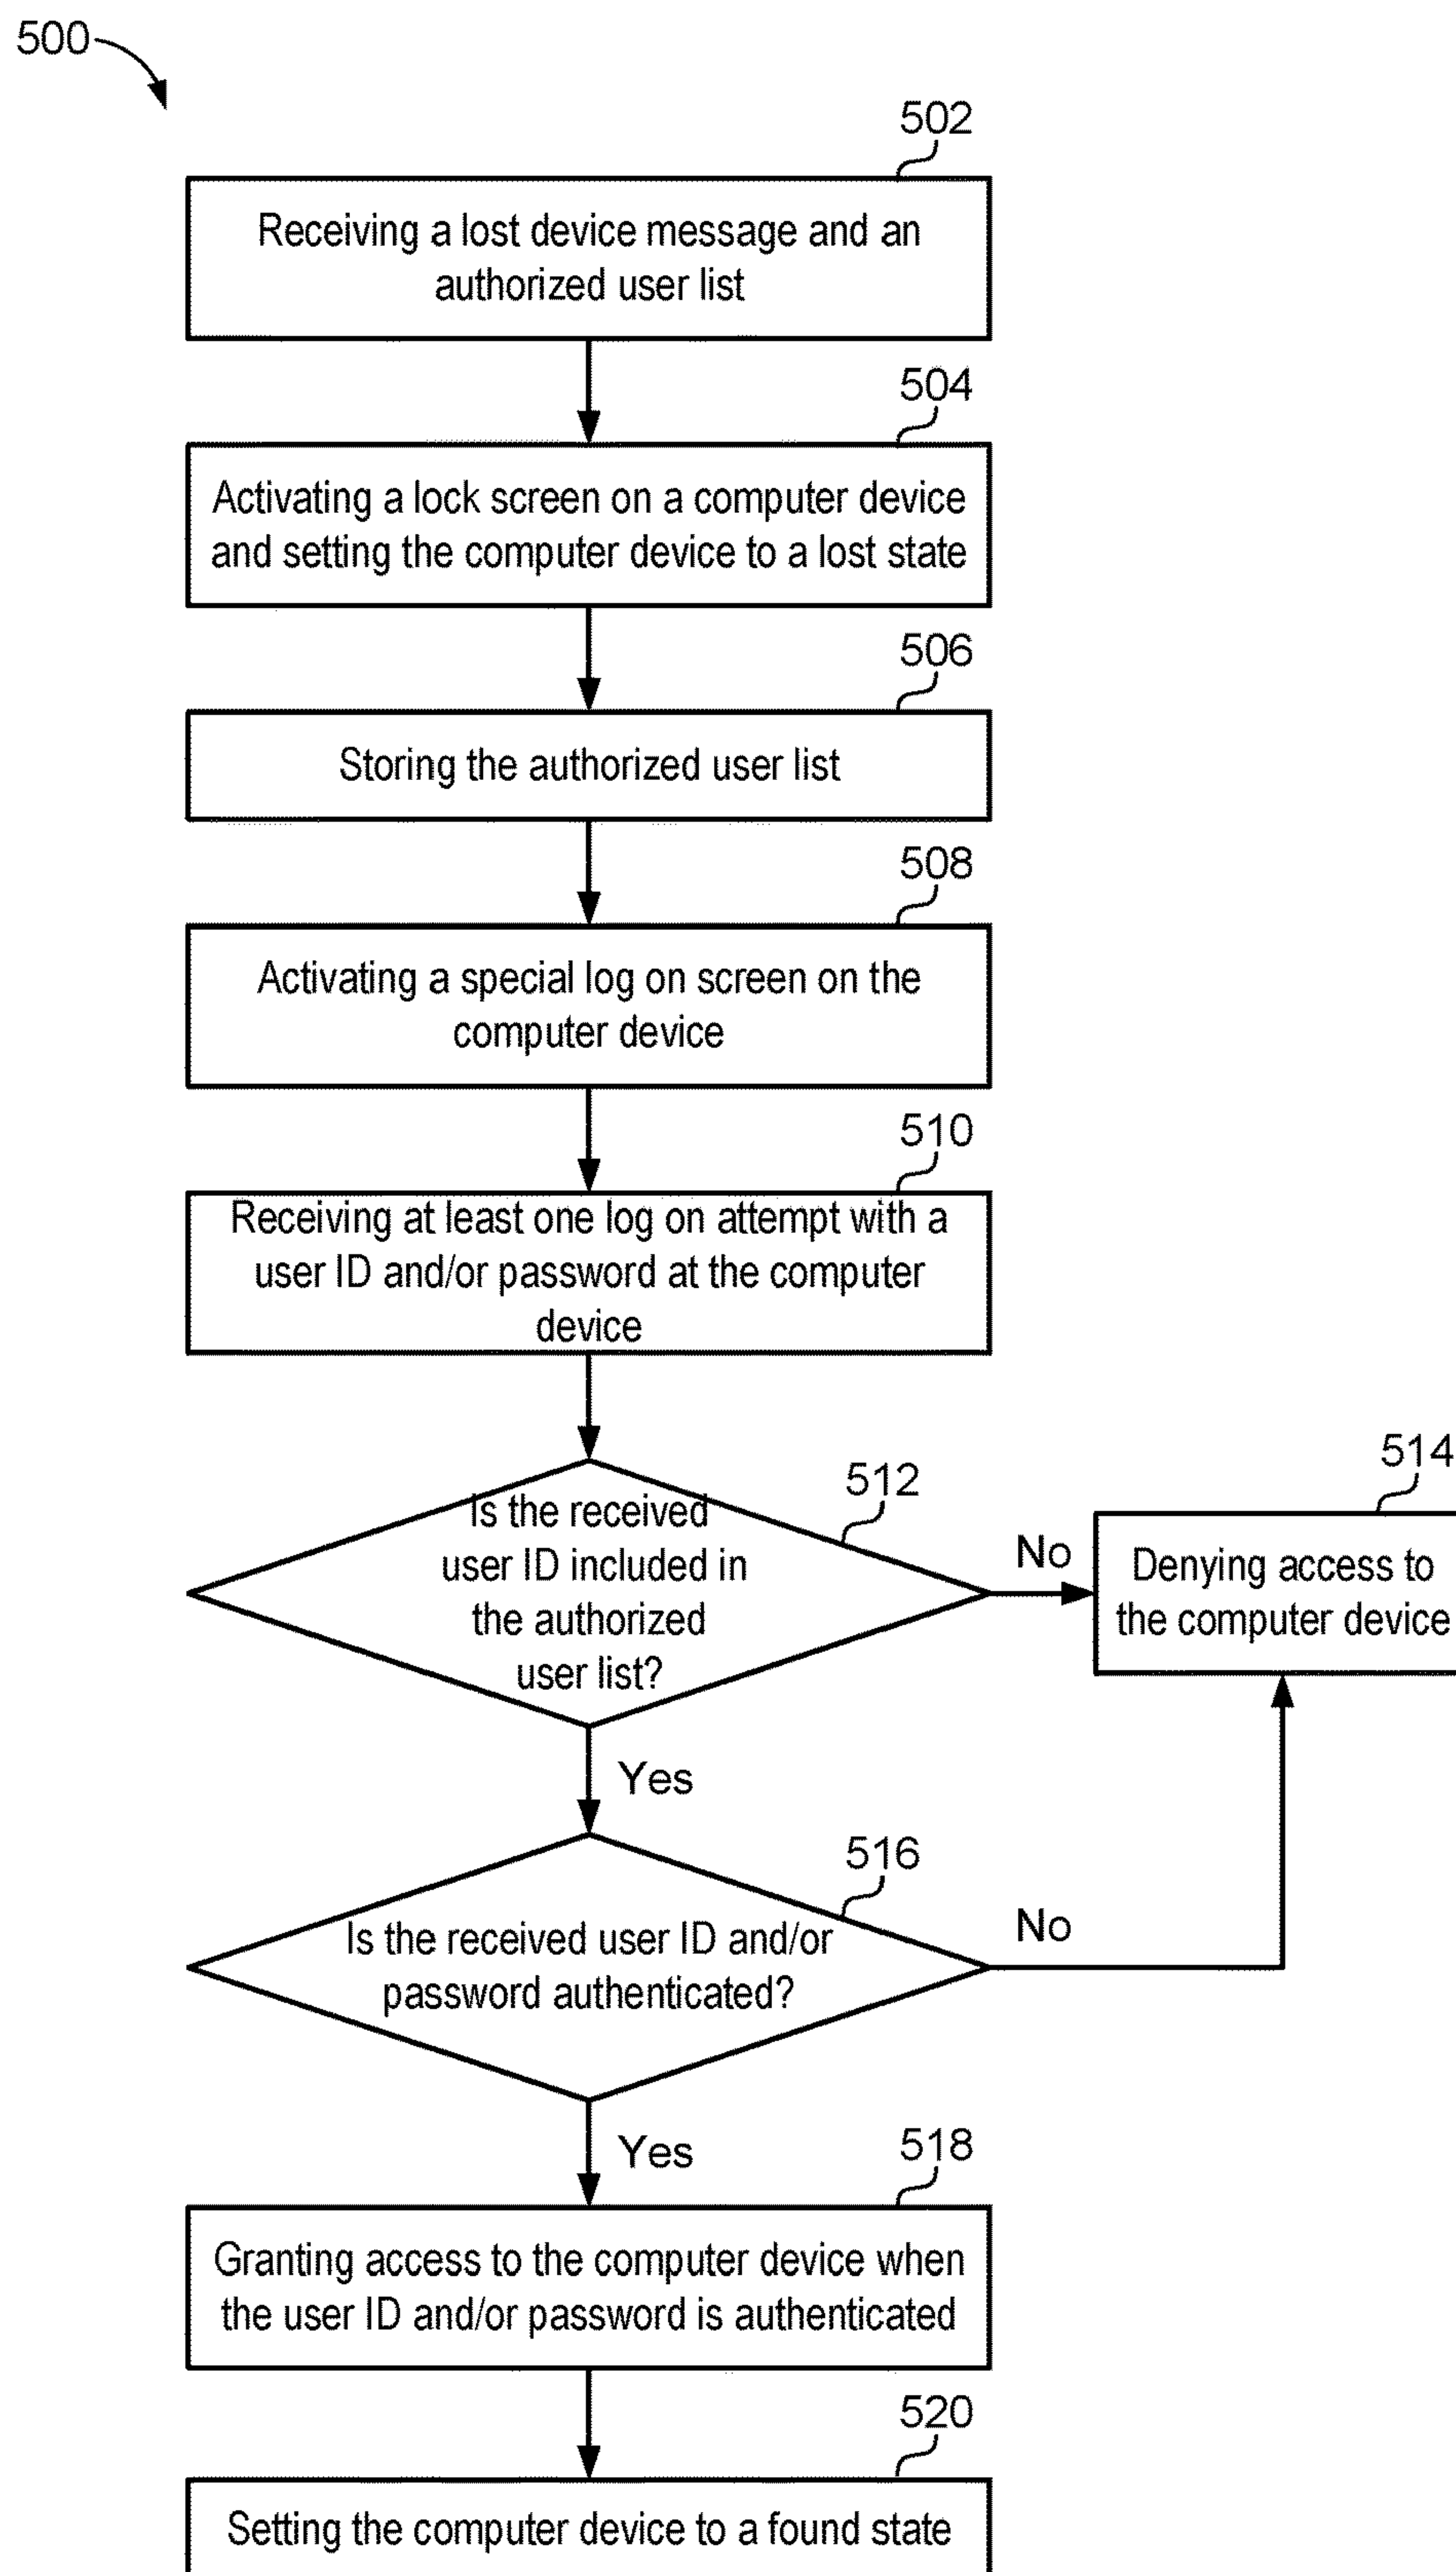 500
502
Receiving a lost device message and an
authorized user list
504
Activating a lock screen on a computer device
and setting the computer device to a lost state
506
Storing the authorized user list
508
Activating a special log on screen on the
computer device
510
Receiving at least one log on attempt with a
user ID and/or password at the computer
device
512
Is the received
user ID included in
the authorized
user list?
No
514
Denying access to
the computer device
Yes
516
Is the received user ID and/or
password authenticated?
No
Yes
518
Granting access to the computer device when
the user ID and/or password is authenticated
520
Setting the computer device to a found state